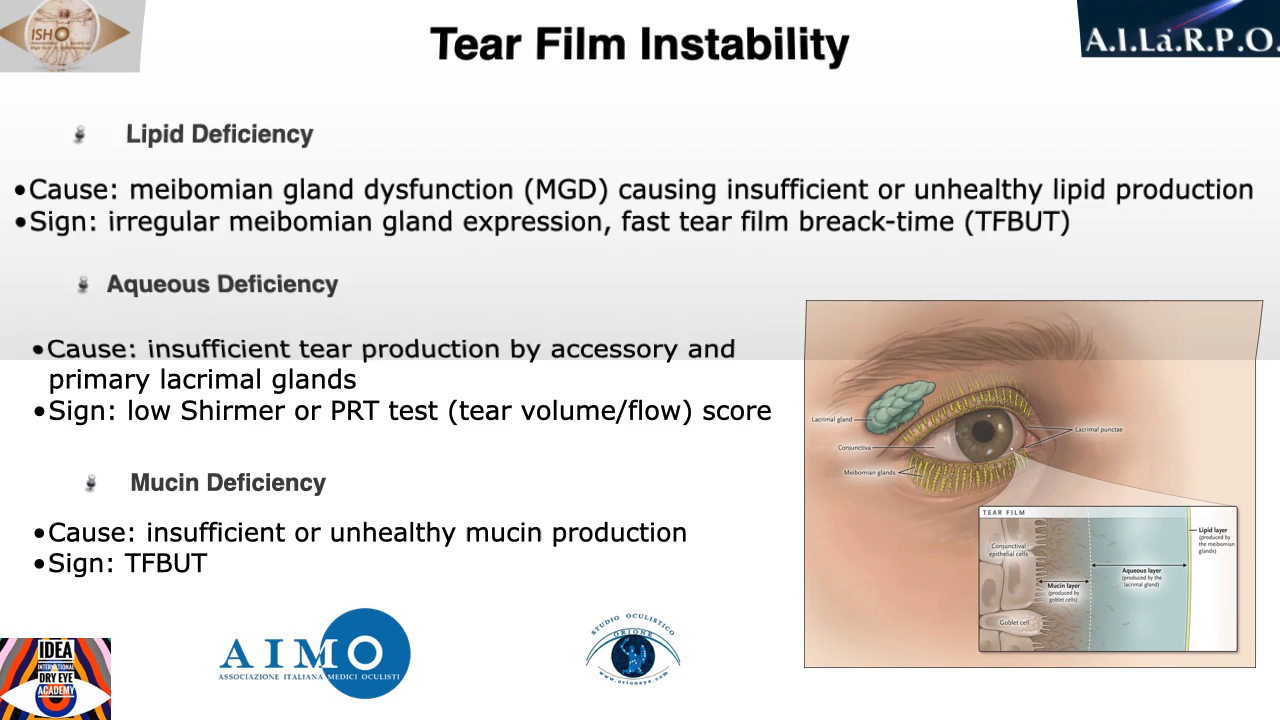 ISHO
Tear Film Instability
A.I.La.R.P.O.
Lipid Deficiency
•Cause: meibomian gland dysfunction (MGD) causing insufficient or unhealthy lipid production
•Sign: irregular meibomian gland expression, fast tear film breack-time (TFBUT)
Aqueous Deficiency
•Cause: insufficient tear production by accessory and
primary lacrimal glands
•Sign: low Shirmer or PRT test (tear volume/flow) score
Mucin Deficiency
•Cause: insufficient or unhealthy mucin production
•Sign: TFBUT
Lacrimal gland
Conjunctiva
Meibomian glands
Lacrimal punctae
TEAR FILM
Conjunctival
epithelial cells
Goblet cell
Mucin layer
(produced by
goblet cells)
Aqueous layer
(produced by the
lacrimal gland)
Lipid layer
(produced by
the meibomian
glands)
IDEA
INTERNATIONAL
DRY EYE
ACADEMY
AIMO
ASSOCIAZIONE ITALIANA MEDICI OCULISTI
STUDIO OCULISTICO
ORIONE
www.orioneye.com